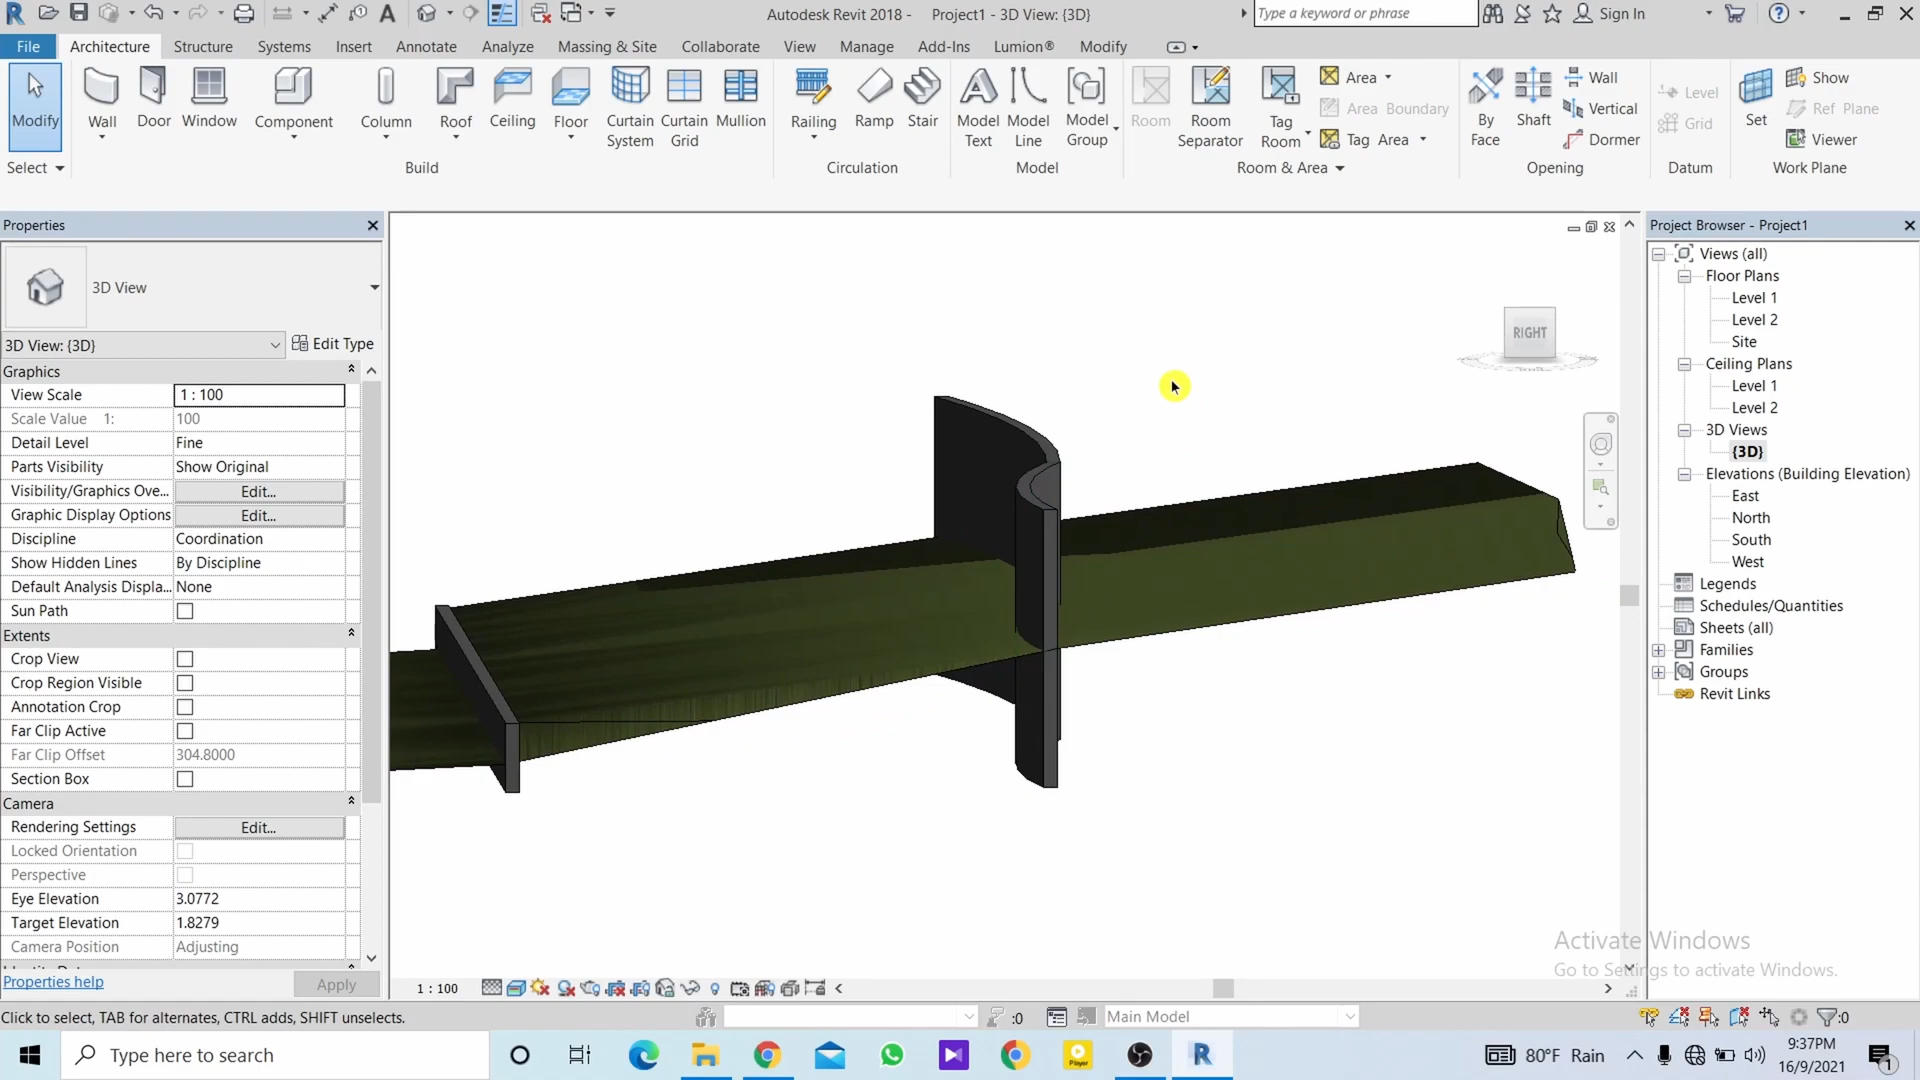 Autodesk Revit 2018 - Project1 - 3D View: {3D}
Type a keyword or phrase
Sign In
File Architecture Structure Systems Insert Annotate Analyze Massing & Site Collaborate View Manage Add-Ins Lumion® Modify
Modify
Wall
Door
Window
Component
Column
Roof
Ceiling
Floor
Curtain System
Curtain Grid
Mullion
Railing
Ramp
Stair
Model Text
Model Line
Model Group
Room
Room Separator
Tag Room
Area
Area Boundary
Tag Area
By Face
Shaft
Wall
Vertical
Dormer
Level
Grid
Set
Show
Ref Plane
Viewer
Select
Build
Circulation
Model
Room & Area
Opening
Datum
Work Plane
Properties
3D View
3D View: {3D}
Edit Type
Graphics
View Scale 1 : 100
Scale Value 1: 100
Detail Level Fine
Parts Visibility Show Original
Visibility/Graphics Ove... Edit...
Graphic Display Options Edit...
Discipline Coordination
Show Hidden Lines By Discipline
Default Analysis Displa... None
Sun Path
Extents
Crop View
Crop Region Visible
Annotation Crop
Far Clip Active
Far Clip Offset 304.8000
Section Box
Camera
Rendering Settings Edit...
Locked Orientation
Perspective
Eye Elevation 3.0772
Target Elevation 1.8279
Camera Position Adjusting
Properties help
Apply
RIGHT
Project Browser - Project1
Views (all)
Floor Plans
Level 1
Level 2
Site
Ceiling Plans
Level 1
Level 2
3D Views
{3D}
Elevations (Building Elevation)
East
North
South
West
Legends
Schedules/Quantities
Sheets (all)
Families
Groups
Revit Links
Activate Windows
Go to Settings to activate Windows.
1 : 100
Click to select, TAB for alternates, CTRL adds, SHIFT unselects.
:0
Main Model
:0
Type here to search
Player
80°F Rain
9:37PM
16/9/2021
1